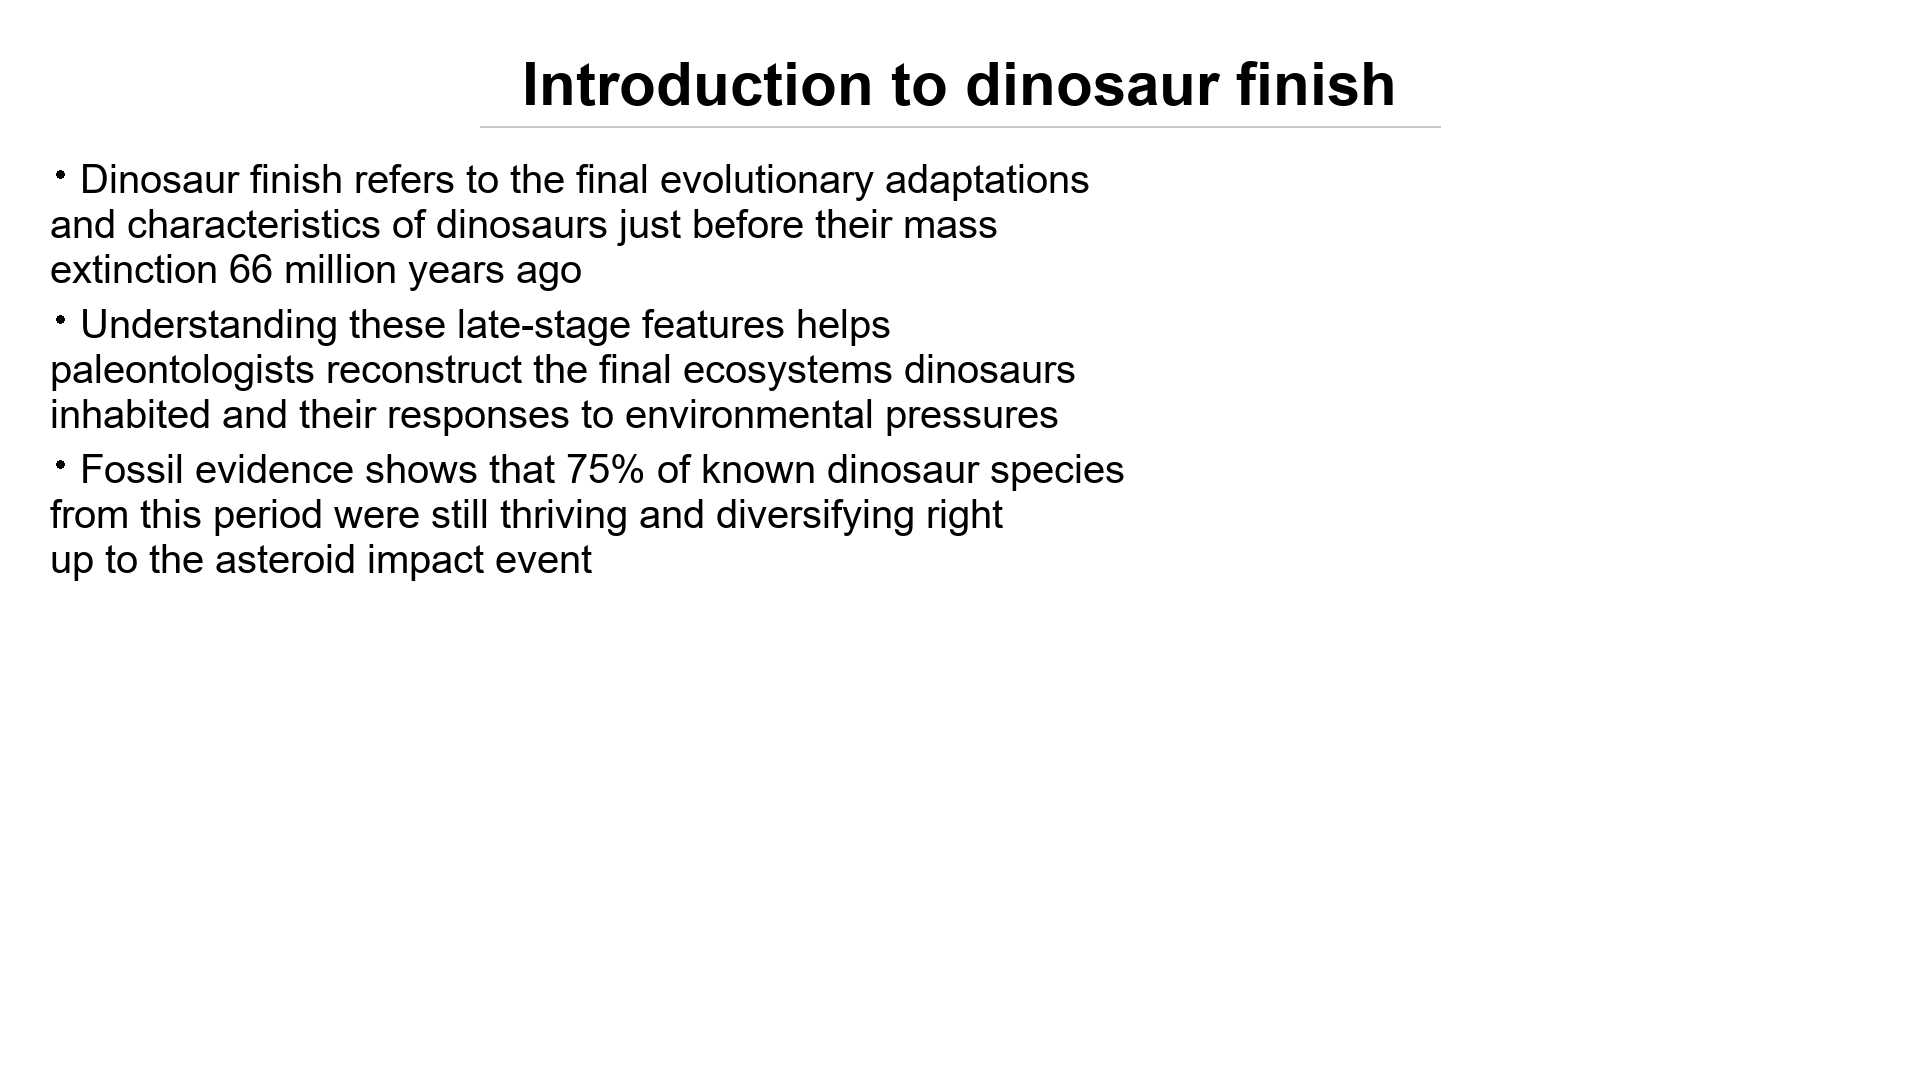 Introduction to dinosaur finish
• Dinosaur finish refers to the final evolutionary adaptations
and characteristics of dinosaurs just before their mass
extinction 66 million years ago
• Understanding these late-stage features helps
paleontologists reconstruct the final ecosystems dinosaurs
inhabited and their responses to environmental pressures
• Fossil evidence shows that 75% of known dinosaur species
from this period were still thriving and diversifying right
up to the asteroid impact event